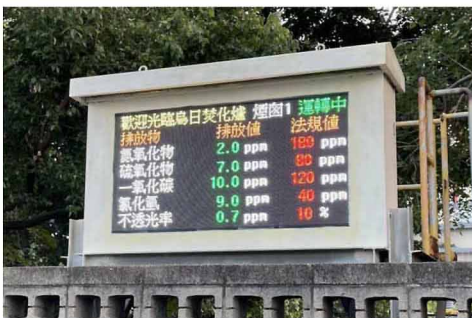 歡迎光臨烏日焚化爐 煙囪1 運轉中
排放物 排放值 法規值
氮氧化物 2.0 ppm 180 ppm
硫氧化物 7.0 ppm 80 ppm
一氧化碳 10.0 ppm 120 ppm
氯化氫 9.0 ppm 40 ppm
不透光率 0.7 ppm 10 %